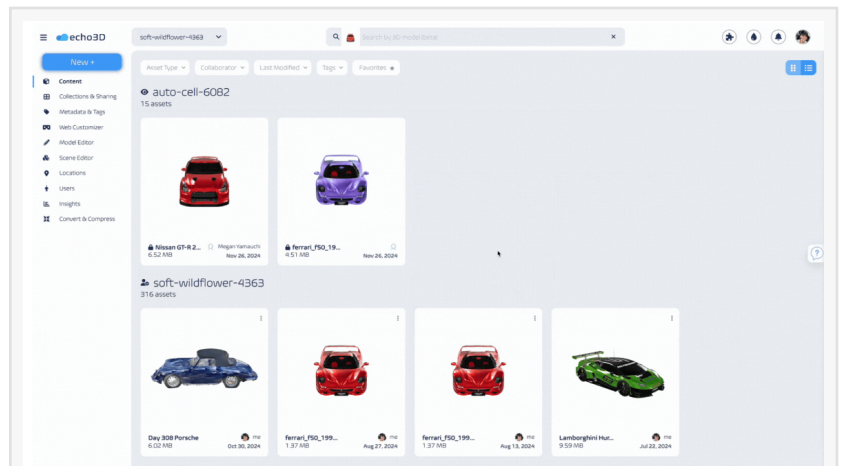 echo3D
soft-wildflower-4363
Search by 3D model/asset
New +
Asset Type
Collaborator
Last Modified
Tags
Favorites
Content
Collections & Sharing
Metadata & Tags
Web Customizer
Model Editor
Scene Editor
Locations
Users
Insights
Convert & Compress
auto-cell-6082
15 assets
Nissan GT-R 2... Megan Yamauchi
6.52 MB Nov 26, 2024
ferrari_f50_19...
4.51 MB Nov 26, 2024
soft-wildflower-4363
316 assets
Day 308 Porsche me
6.02 MB Oct 30, 2024
ferrari_f50_199... me
1.37 MB Aug 27, 2024
ferrari_f50_199... me
1.37 MB Aug 13, 2024
Lamborghini Hur... me
9.59 MB Jul 22, 2024
?